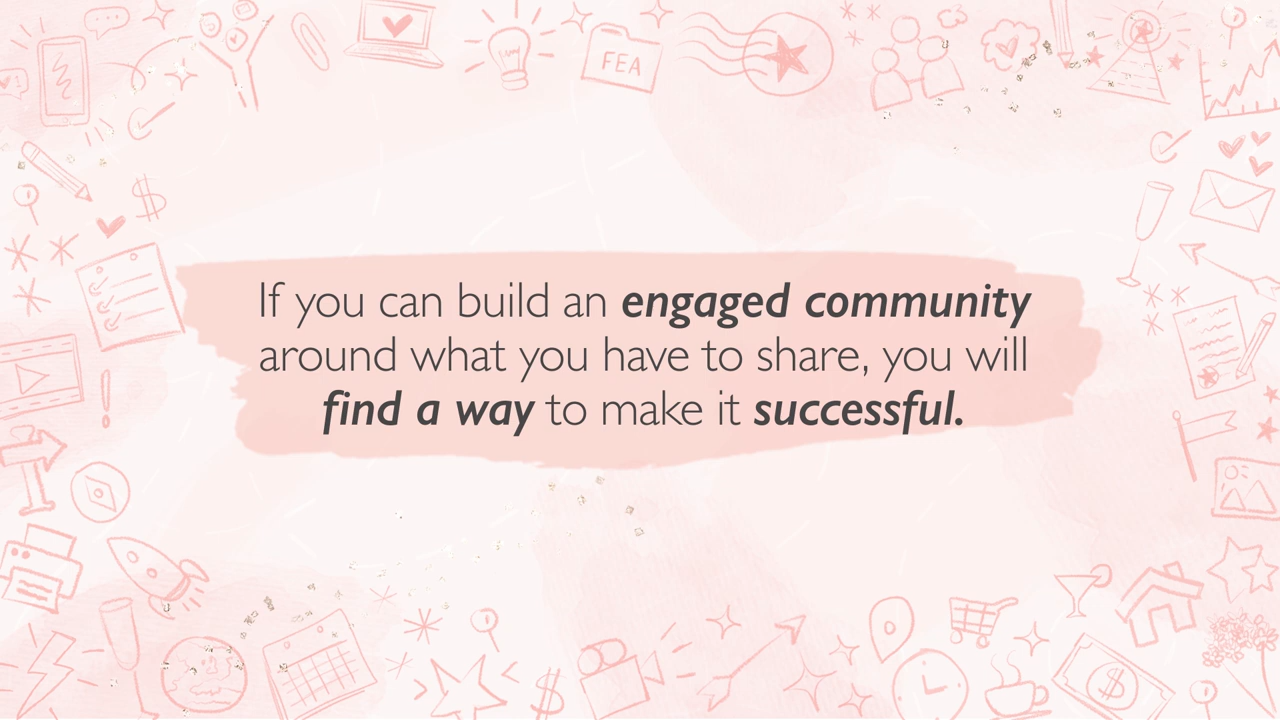 FEA
If you can build an engaged community
around what you have to share, you will
find a way to make it successful.
$
$
$